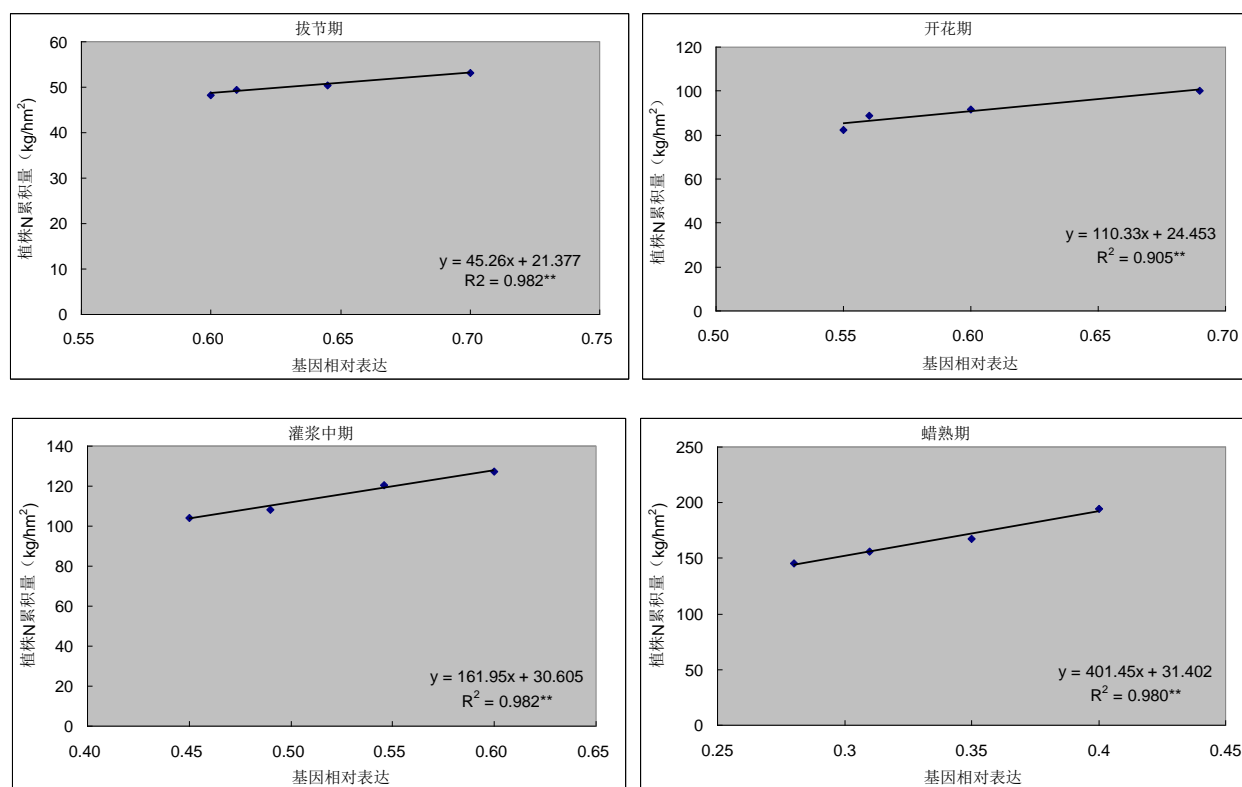 拔节期
60
50
40
30
20
10
0
植株N累积量（kg/hm²)
y = 45.26x + 21.377
R2 = 0.982**
0.55 0.60 0.65 0.70 0.75
基因相对表达
开花期
120
100
80
60
40
20
0
植株N累积量（kg/hm²）
y = 110.33x + 24.453
R² = 0.905**
0.50 0.55 0.60 0.65 0.70
基因相对表达
灌浆中期
140
120
100
80
60
40
20
0
植株N累积量（kg/hm²)
y = 161.95x + 30.605
R² = 0.982**
0.40 0.45 0.50 0.55 0.60 0.65
基因相对表达
蜡熟期
250
200
150
100
50
0
植株N累积量（kg/hm²)
y = 401.45x + 31.402
R² = 0.980**
0.25 0.3 0.35 0.4 0.45
基因相对表达